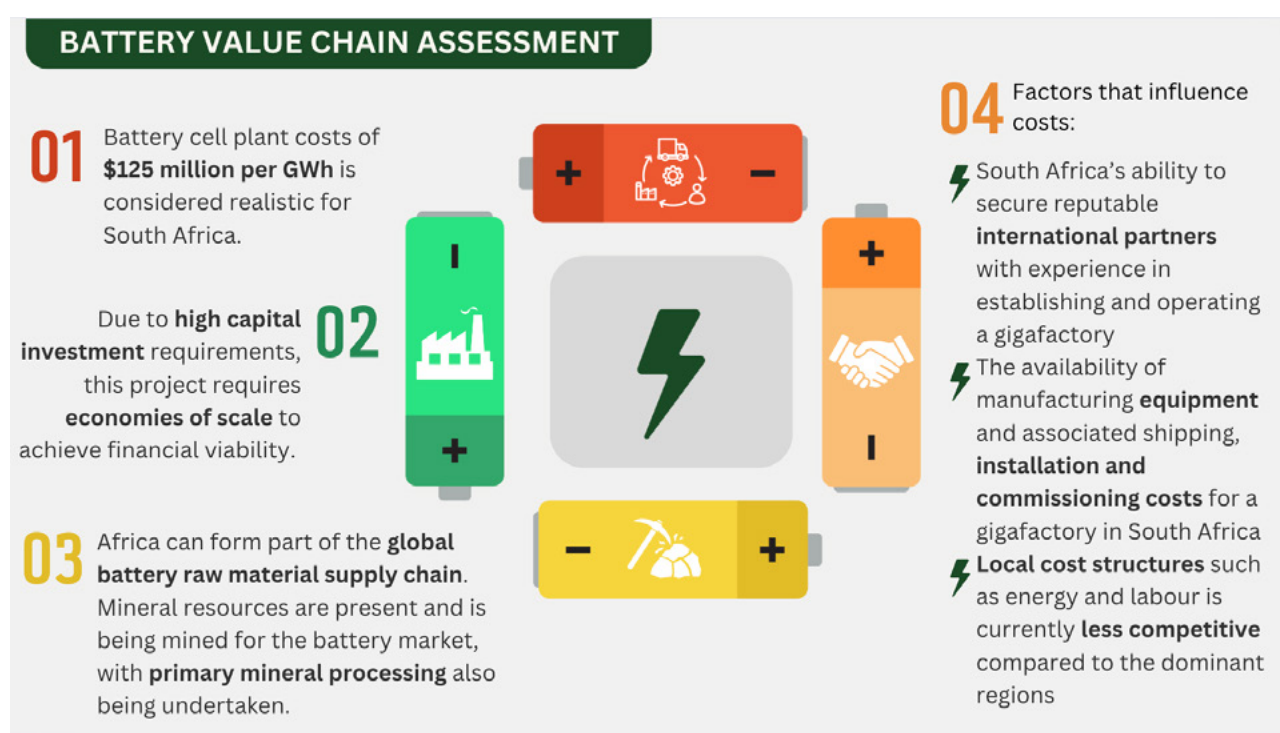 BATTERY VALUE CHAIN ASSESSMENT
01
Battery cell plant costs of
$125 million per GWh is
considered realistic for
South Africa.
02
Due to high capital
investment requirements,
this project requires
economies of scale to
achieve financial viability.
03
Africa can form part of the global
battery raw material supply chain.
Mineral resources are present and is
being mined for the battery market,
with primary mineral processing also
being undertaken.
04
Factors that influence
costs:
South Africa’s ability to
secure reputable
international partners
with experience in
establishing and operating
a gigafactory
The availability of
manufacturing equipment
and associated shipping,
installation and
commissioning costs for a
gigafactory in South Africa
Local cost structures such
as energy and labour is
currently less competitive
compared to the dominant
regions